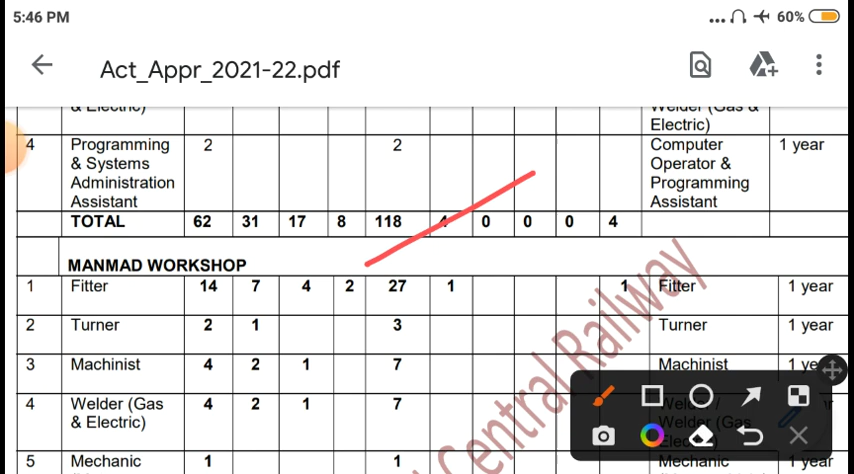 5:46 PM
... 60%
Act_Appr_2021-22.pdf
& Electric) Welder (Gas &
Electric)
4 Programming 2 2 Computer 1 year
& Systems Operator &
Administration Programming
Assistant Assistant
TOTAL 62 31 17 8 118 4 0 0 0 4
MANMAD WORKSHOP
1 Fitter 14 7 4 2 27 1 1 Fitter 1 year
2 Turner 2 1 3 Turner 1 year
3 Machinist 4 2 1 7 Machinist 1 ye
4 Welder (Gas 4 2 1 7 Welder /
& Electric) Welder (Gas
5 Mechanic 1 1 Mechanic 1 year
Central Railway